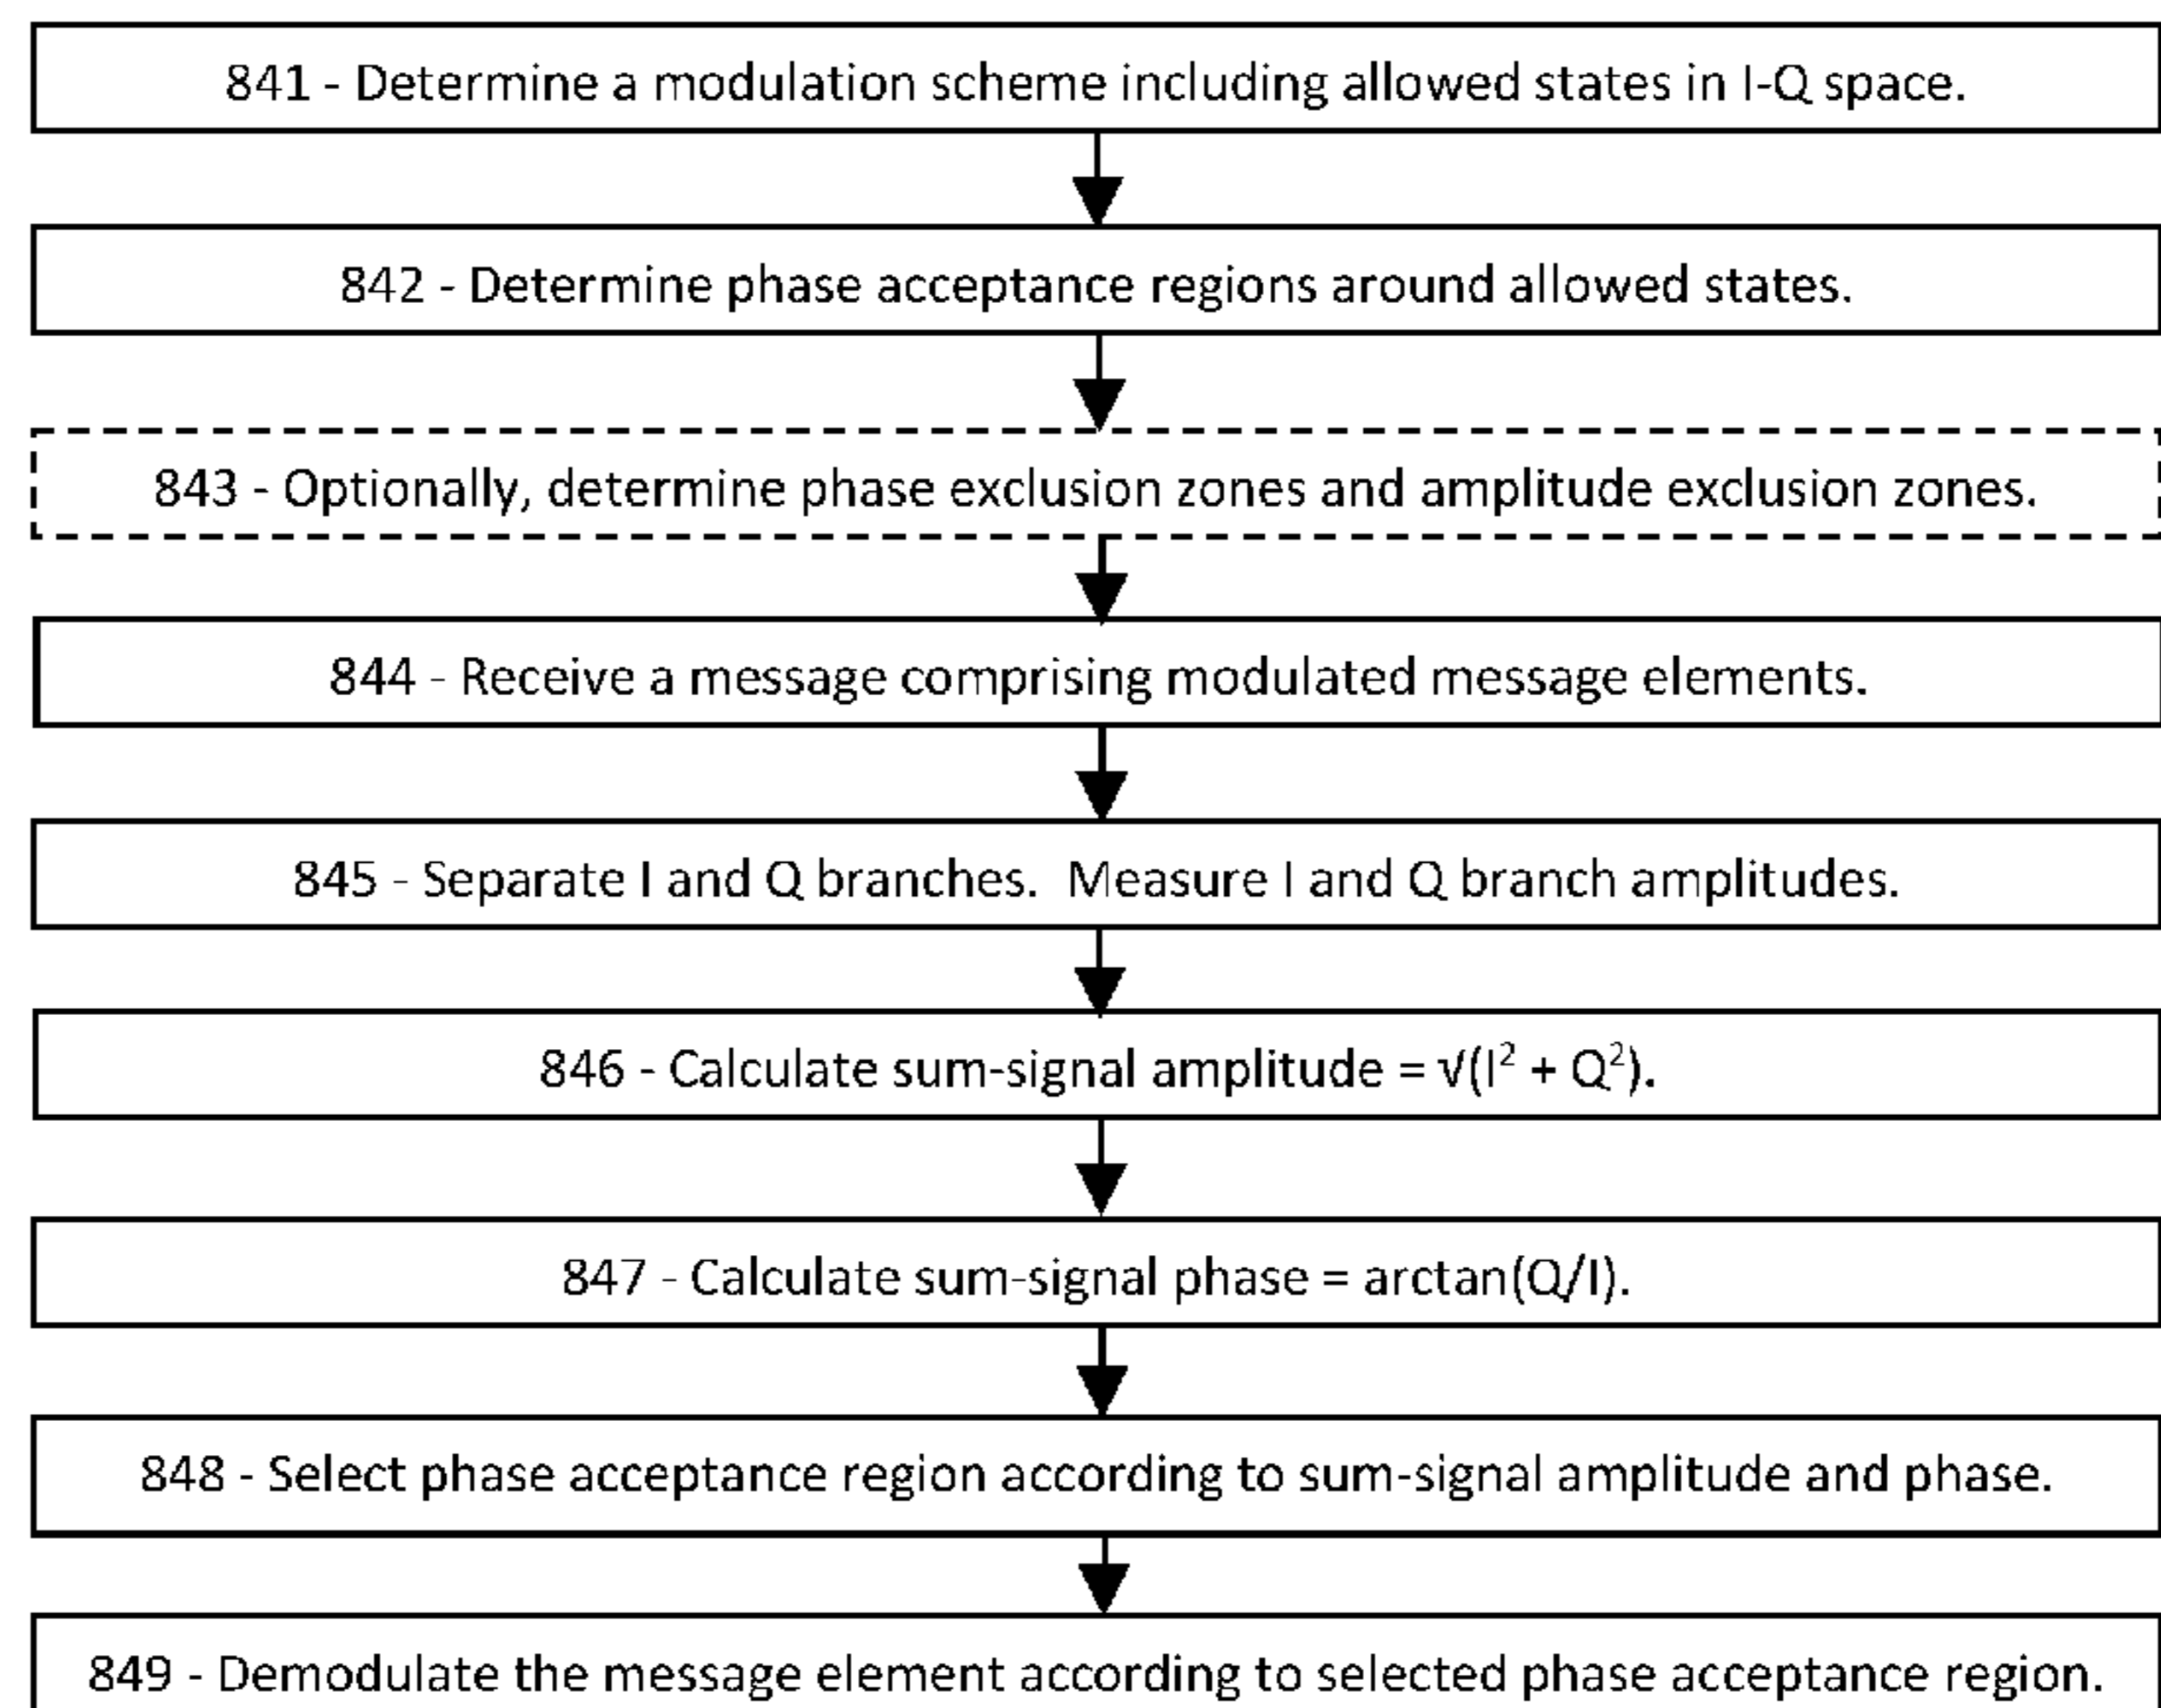 841 - Determine a modulation scheme including allowed states in I-Q space.
842 - Determine phase acceptance regions around allowed states.
843 - Optionally, determine phase exclusion zones and amplitude exclusion zones.
844 - Receive a message comprising modulated message elements.
845 - Separate I and Q branches.  Measure I and Q branch amplitudes.
846 - Calculate sum-signal amplitude = √(I² + Q²).
847 - Calculate sum-signal phase = arctan(Q/I).
848 - Select phase acceptance region according to sum-signal amplitude and phase.
849 - Demodulate the message element according to selected phase acceptance region.